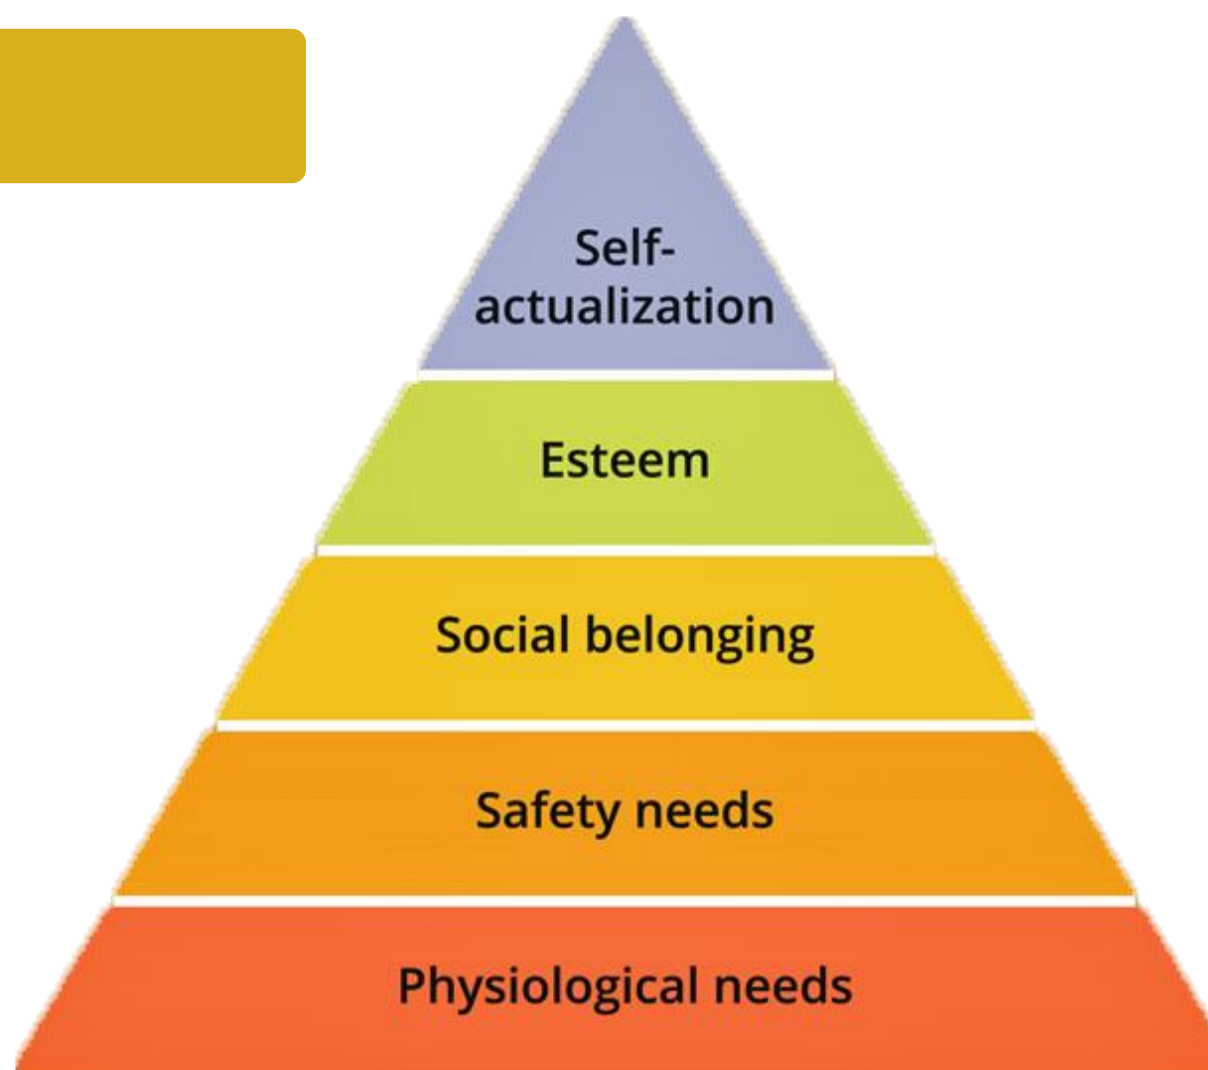 Self-
actualization
Esteem
Social belonging
Safety needs
Physiological needs